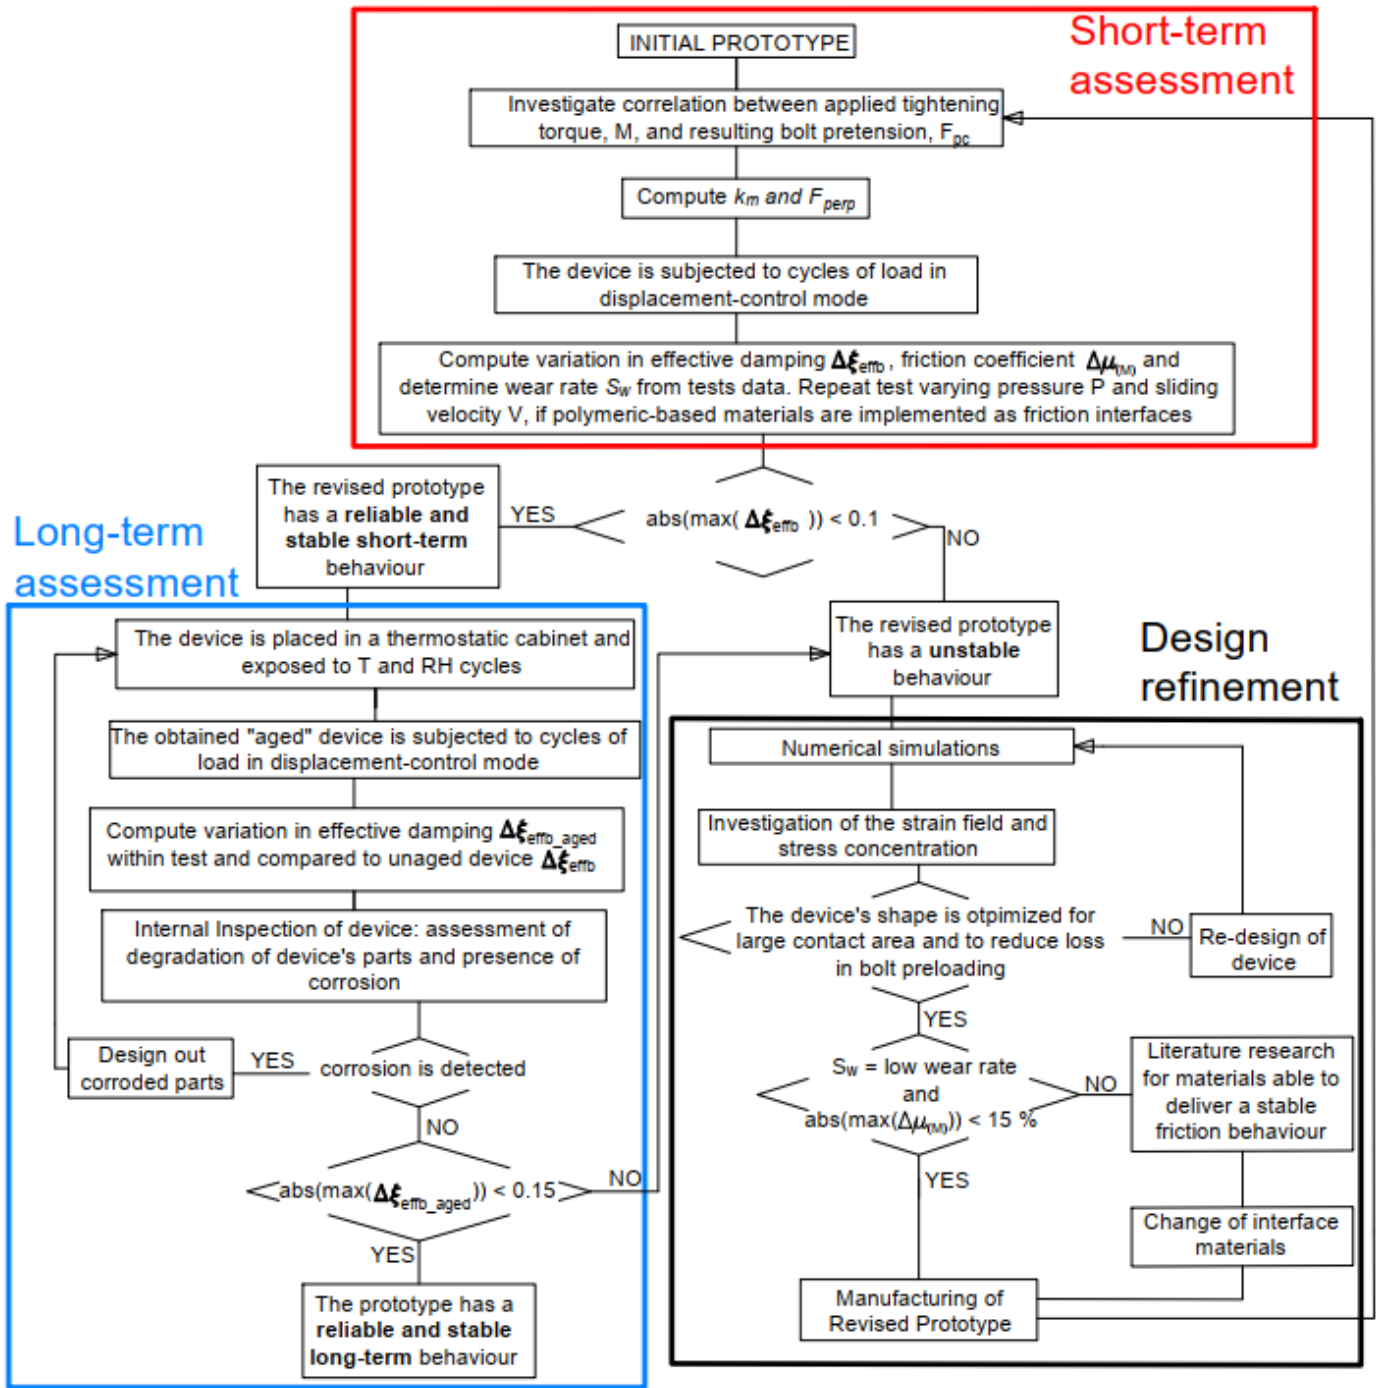 Short-term
assessment
INITIAL PROTOTYPE
Investigate correlation between applied tightening
torque, M, and resulting bolt pretension, Fpc
Compute km and Fperp
The device is subjected to cycles of load in
displacement-control mode
Compute variation in effective damping Δξeffb, friction coefficient Δμ(M) and
determine wear rate Sw from tests data. Repeat test varying pressure P and sliding
velocity V, if polymeric-based materials are implemented as friction interfaces
abs(max( Δξeffb )) < 0.1
YES
NO
The revised prototype
has a reliable and
stable short-term
behaviour
Long-term
assessment
The device is placed in a thermostatic cabinet and
exposed to T and RH cycles
The obtained "aged" device is subjected to cycles of
load in displacement-control mode
Compute variation in effective damping Δξeffb_aged
within test and compared to unaged device Δξeffb
Internal Inspection of device: assessment of
degradation of device's parts and presence of
corrosion
corrosion is detected
YES
Design out
corroded parts
NO
abs(max(Δξeffb_aged)) < 0.15
NO
YES
The prototype has a
reliable and stable
long-term behaviour
The revised prototype
has a unstable
behaviour
Design
refinement
Numerical simulations
Investigation of the strain field and
stress concentration
The device's shape is otpimized for
large contact area and to reduce loss
in bolt preloading
NO
Re-design of
device
YES
Sw = low wear rate
and
abs(max(Δμ(M))) < 15 %
NO
Literature research
for materials able to
deliver a stable
friction behaviour
Change of interface
materials
YES
Manufacturing of
Revised Prototype